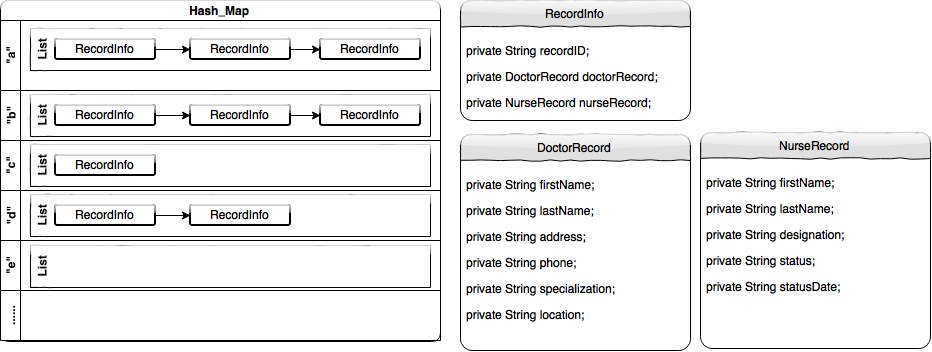 Hash_Map
"a"
List
RecordInfo
RecordInfo
RecordInfo
"b"
List
RecordInfo
RecordInfo
RecordInfo
"c"
List
RecordInfo
"d"
List
RecordInfo
RecordInfo
"e"
List
......
RecordInfo
private String recordID;
private DoctorRecord doctorRecord;
private NurseRecord nurseRecord;
DoctorRecord
private String firstName;
private String lastName;
private String address;
private String phone;
private String specialization;
private String location;
NurseRecord
private String firstName;
private String lastName;
private String designation;
private String status;
private String statusDate;